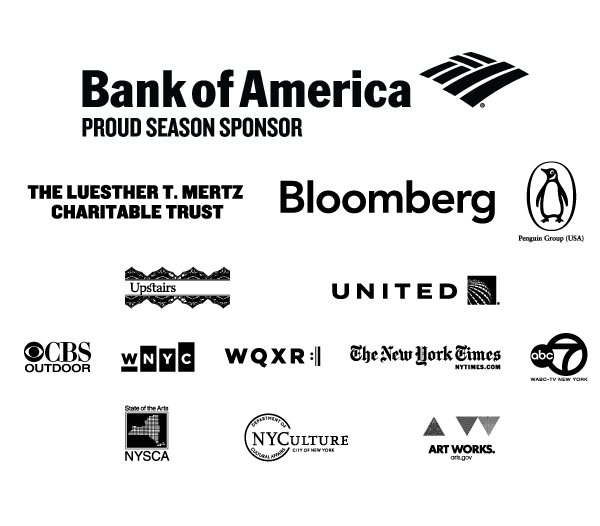 Bank of America
PROUD SEASON SPONSOR
THE LUESTHER T. MERTZ
CHARITABLE TRUST
Bloomberg
Penguin Group (USA)
Upstairs
UNITED
CBS
OUTDOOR
WNYC
WQXR
The New York Times
NYTIMES.COM
abc 7
WABC-TV NEW YORK
State of the Arts
NYSCA
DEPARTMENT OF
NYCULTURE
CITY OF NEW YORK
CULTURAL AFFAIRS
ART WORKS.
arts.gov